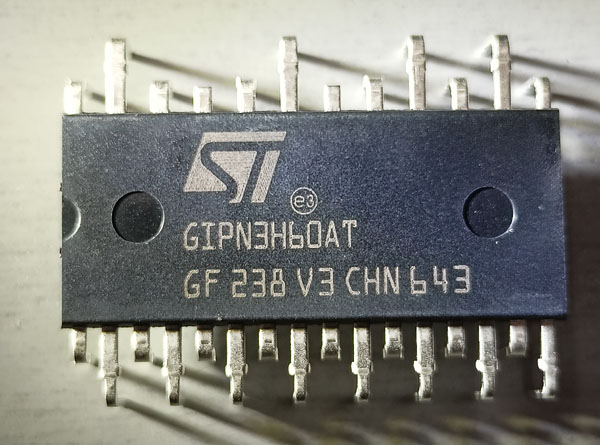 ST
e3
GIPN3H60AT
GF 238 V3 CHN 643